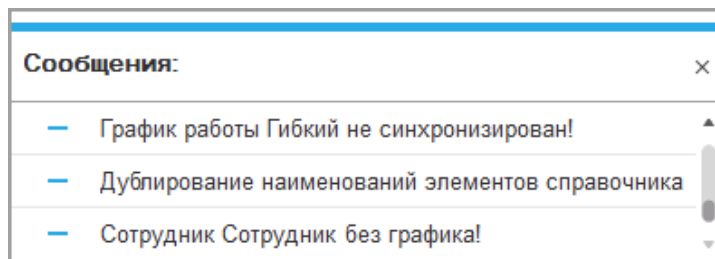 Сообщения:
График работы Гибкий не синхронизирован!
Дублирование наименований элементов справочника
Сотрудник Сотрудник без графика!